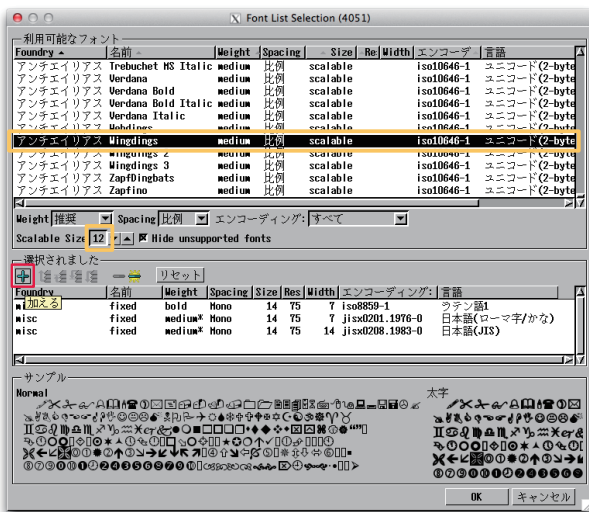 Font List Selection (4051)
利用可能なフォント
Foundry 名前 Weight Spacing Size Re Width エンコーデ 言語
アンチエイリアス Trebuchet MS Italic medium 比例 scalable iso10646-1 ユニコード(2-byte
アンチエイリアス Verdana medium 比例 scalable iso10646-1 ユニコード(2-byte
アンチエイリアス Verdana Bold medium 比例 scalable iso10646-1 ユニコード(2-byte
アンチエイリアス Verdana Bold Italic medium 比例 scalable iso10646-1 ユニコード(2-byte
アンチエイリアス Verdana Italic medium 比例 scalable iso10646-1 ユニコード(2-byte
アンチエイリアス Webdings medium 比例 scalable iso10646-1 ユニコード(2-byte
アンチエイリアス Wingdings medium 比例 scalable iso10646-1 ユニコード(2-byte
アンチエイリアス Wingdings 2 medium 比例 scalable iso10646-1 ユニコード(2-byte
アンチエイリアス Wingdings 3 medium 比例 scalable iso10646-1 ユニコード(2-byte
アンチエイリアス ZapfDingbats medium 比例 scalable iso10646-1 ユニコード(2-byte
アンチエイリアス Zapfino medium 比例 scalable iso10646-1 ユニコード(2-byte
Weight 推奨 Spacing 比例 エンコーディング: すべて
Scalable Size 12 Hide unsupported fonts
選択されました
リセット
Foundry 名前 Weight Spacing Size Res Width エンコーディング: 言語
加える fixed bold Mono 14 75 7 iso8859-1 ラテン語1
misc fixed medium* Mono 14 75 7 jisx0201.1976-0 日本語(ローマ字/かな)
misc fixed medium* Mono 14 75 14 jisx0208.1983-0 日本語(JIS)
サンプル
Normal 太字
OK キャンセル